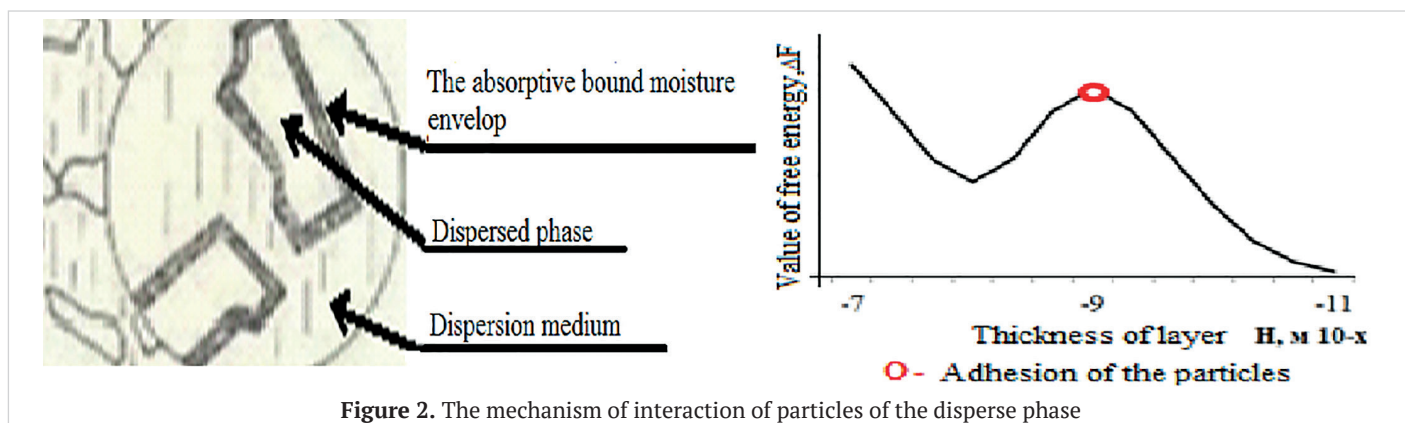 The absorptive bound moisture
envelop
Dispersed phase
Dispersion medium
Value of free energy,ΔF
-7
-9
-11
Thickness of layer H, м 10-x
O - Adhesion of the particles
Figure 2. The mechanism of interaction of particles of the disperse phase